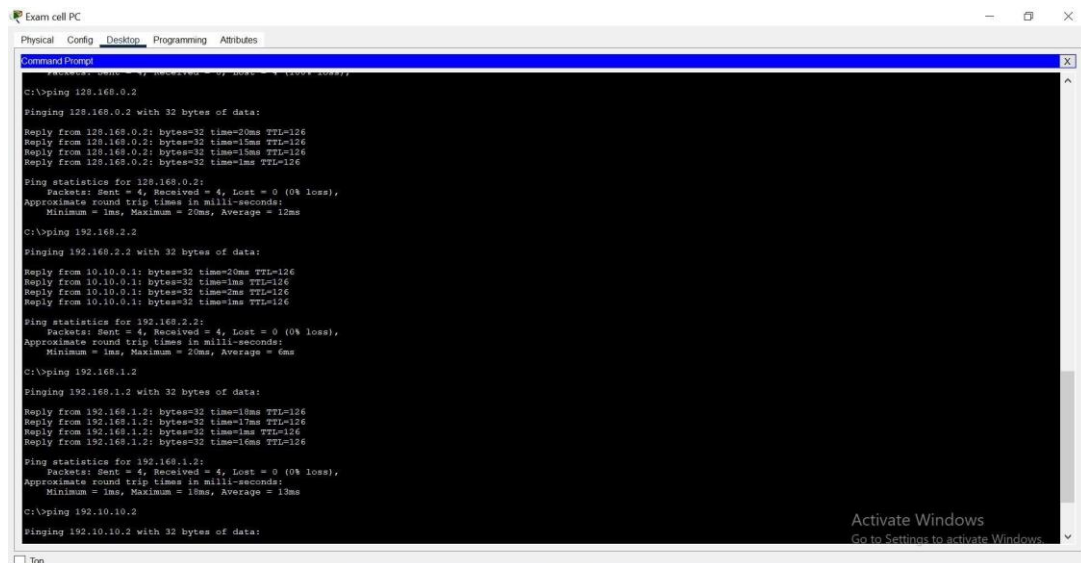 Exam cell PC
Physical Config Desktop Programming Attributes
Command Prompt X
Packets: Sent = 4, Received = 0, Lost = 4 (100% loss),
C:\>ping 128.168.0.2
Pinging 128.168.0.2 with 32 bytes of data:
Reply from 128.168.0.2: bytes=32 time=20ms TTL=126
Reply from 128.168.0.2: bytes=32 time=15ms TTL=126
Reply from 128.168.0.2: bytes=32 time=15ms TTL=126
Reply from 128.168.0.2: bytes=32 time=1ms TTL=126
Ping statistics for 128.168.0.2:
Packets: Sent = 4, Received = 4, Lost = 0 (0% loss),
Approximate round trip times in milli-seconds:
Minimum = 1ms, Maximum = 20ms, Average = 12ms
C:\>ping 192.168.2.2
Pinging 192.168.2.2 with 32 bytes of data:
Reply from 10.10.0.1: bytes=32 time=20ms TTL=126
Reply from 10.10.0.1: bytes=32 time=1ms TTL=126
Reply from 10.10.0.1: bytes=32 time=2ms TTL=126
Reply from 10.10.0.1: bytes=32 time=1ms TTL=126
Ping statistics for 192.168.2.2:
Packets: Sent = 4, Received = 4, Lost = 0 (0% loss),
Approximate round trip times in milli-seconds:
Minimum = 1ms, Maximum = 20ms, Average = 6ms
C:\>ping 192.168.1.2
Pinging 192.168.1.2 with 32 bytes of data:
Reply from 192.168.1.2: bytes=32 time=18ms TTL=126
Reply from 192.168.1.2: bytes=32 time=17ms TTL=126
Reply from 192.168.1.2: bytes=32 time=1ms TTL=126
Reply from 192.168.1.2: bytes=32 time=16ms TTL=126
Ping statistics for 192.168.1.2:
Packets: Sent = 4, Received = 4, Lost = 0 (0% loss),
Approximate round trip times in milli-seconds:
Minimum = 1ms, Maximum = 18ms, Average = 13ms
C:\>ping 192.10.10.2
Pinging 192.10.10.2 with 32 bytes of data:
Activate Windows
Go to Settings to activate Windows.
Top